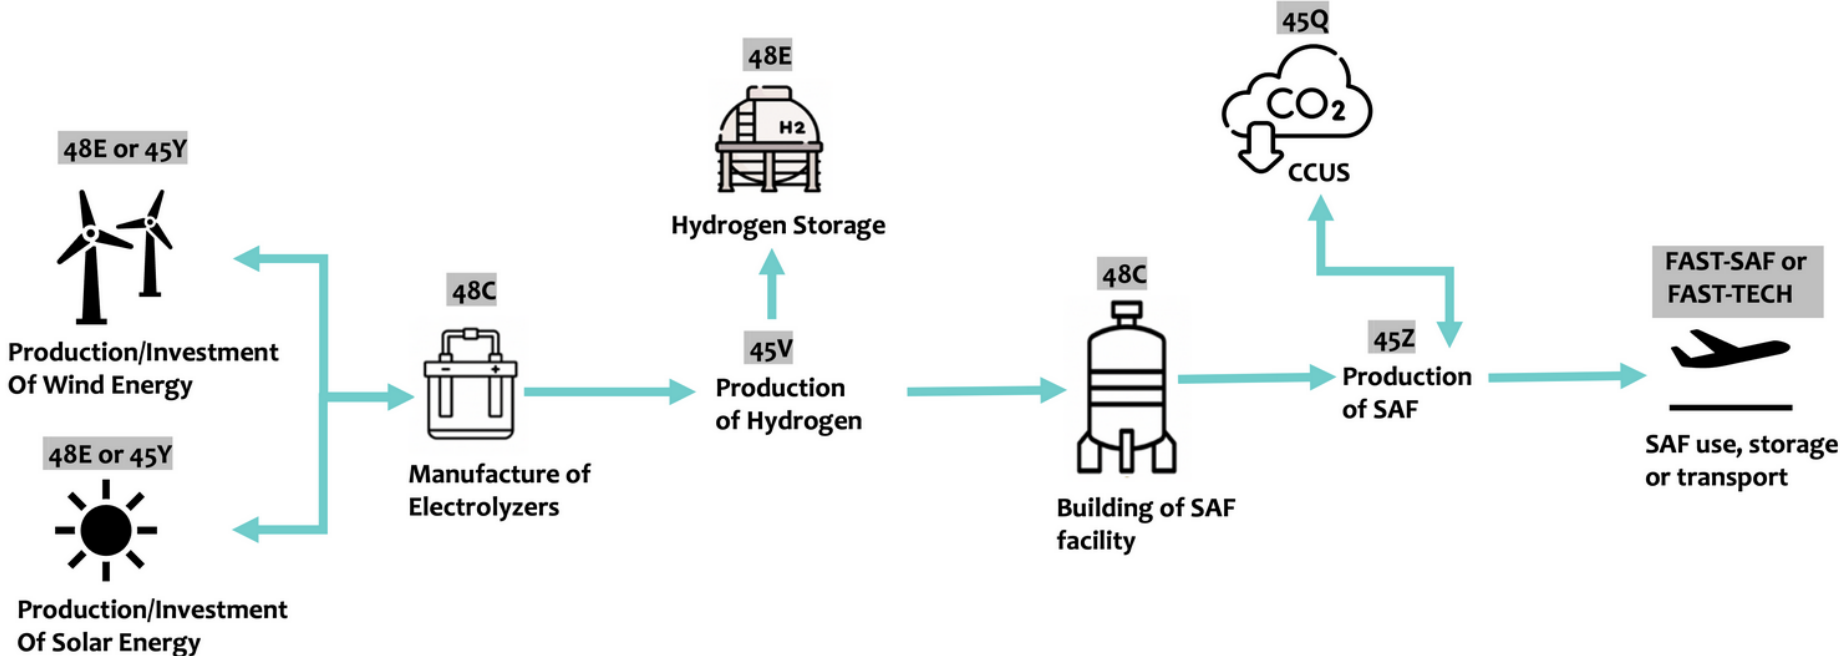 48E or 45Y
Production/Investment
Of Wind Energy
48E or 45Y
Production/Investment
Of Solar Energy
48C
- +
Manufacture of
Electrolyzers
48E
H2
Hydrogen Storage
45V
Production
of Hydrogen
48C
Building of SAF
facility
45Q
CO2
CCUS
45Z
Production
of SAF
FAST-SAF or
FAST-TECH
SAF use, storage
or transport